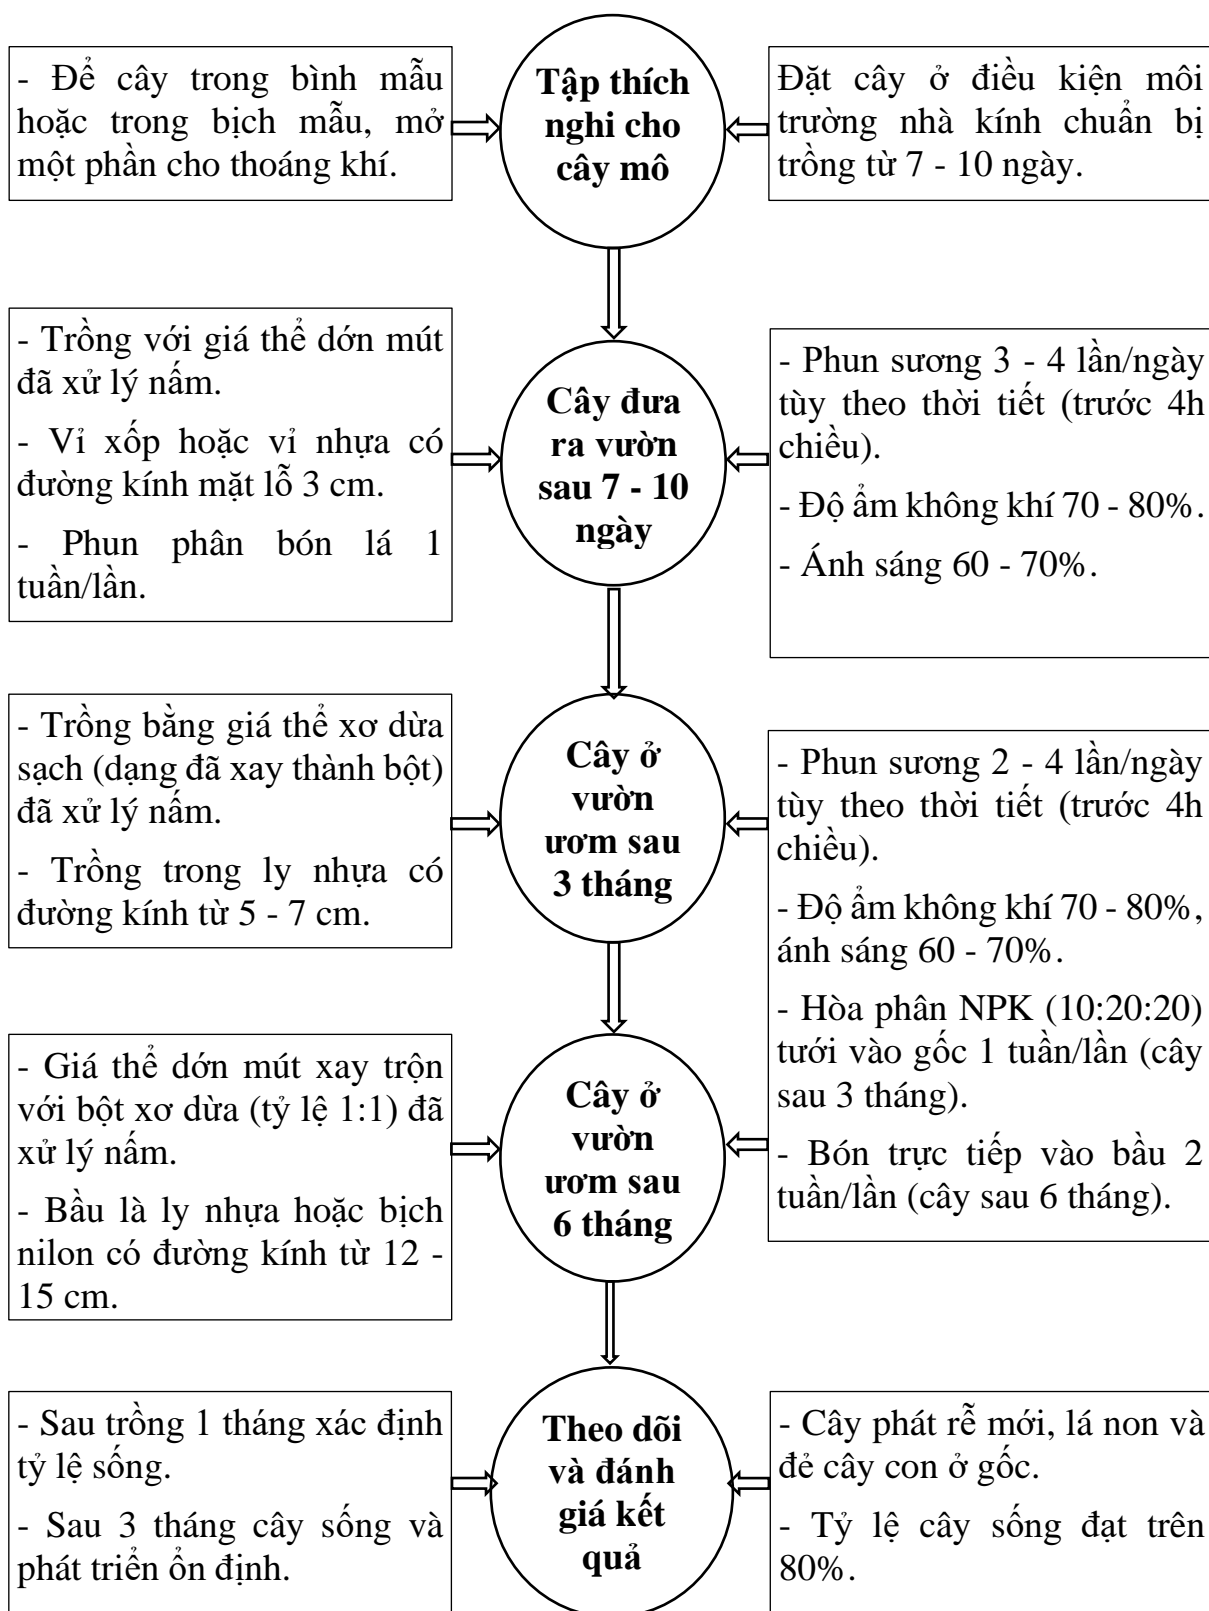 - Để cây trong bình mẫu
hoặc trong bịch mẫu, mở
một phần cho thoáng khí.
Tập thích
nghi cho
cây mô
Đặt cây ở điều kiện môi
trường nhà kính chuẩn bị
trồng từ 7 - 10 ngày.
- Trồng với giá thể dớn mút
đã xử lý nấm.
- Vỉ xốp hoặc vỉ nhựa có
đường kính mặt lỗ 3 cm.
- Phun phân bón lá 1
tuần/lần.
Cây đưa
ra vườn
sau 7 - 10
ngày
- Phun sương 3 - 4 lần/ngày
tùy theo thời tiết (trước 4h
chiều).
- Độ ẩm không khí 70 - 80%.
- Ánh sáng 60 - 70%.
- Trồng bằng giá thể xơ dừa
sạch (dạng đã xay thành bột)
đã xử lý nấm.
- Trồng trong ly nhựa có
đường kính từ 5 - 7 cm.
Cây ở
vườn
ươm sau
3 tháng
- Phun sương 2 - 4 lần/ngày
tùy theo thời tiết (trước 4h
chiều).
- Độ ẩm không khí 70 - 80%,
ánh sáng 60 - 70%.
- Hòa phân NPK (10:20:20)
tưới vào gốc 1 tuần/lần (cây
sau 3 tháng).
- Bón trực tiếp vào bầu 2
tuần/lần (cây sau 6 tháng).
- Giá thể dớn mút xay trộn
với bột xơ dừa (tỷ lệ 1:1) đã
xử lý nấm.
- Bầu là ly nhựa hoặc bịch
nilon có đường kính từ 12 -
15 cm.
Cây ở
vườn
ươm sau
6 tháng
- Sau trồng 1 tháng xác định
tỷ lệ sống.
- Sau 3 tháng cây sống và
phát triển ổn định.
Theo dõi
và đánh
giá kết
quả
- Cây phát rễ mới, lá non và
đẻ cây con ở gốc.
- Tỷ lệ cây sống đạt trên
80%.